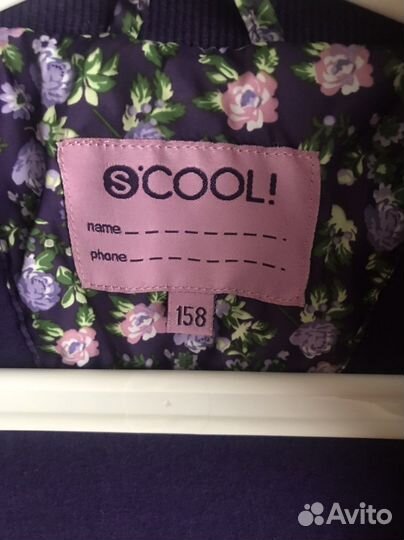 S'COOL!
name _ _ _ _ _ _ _ _ _ _ .
phone _ _ _ _ _ _ _ _ _ _ .
158
Avito